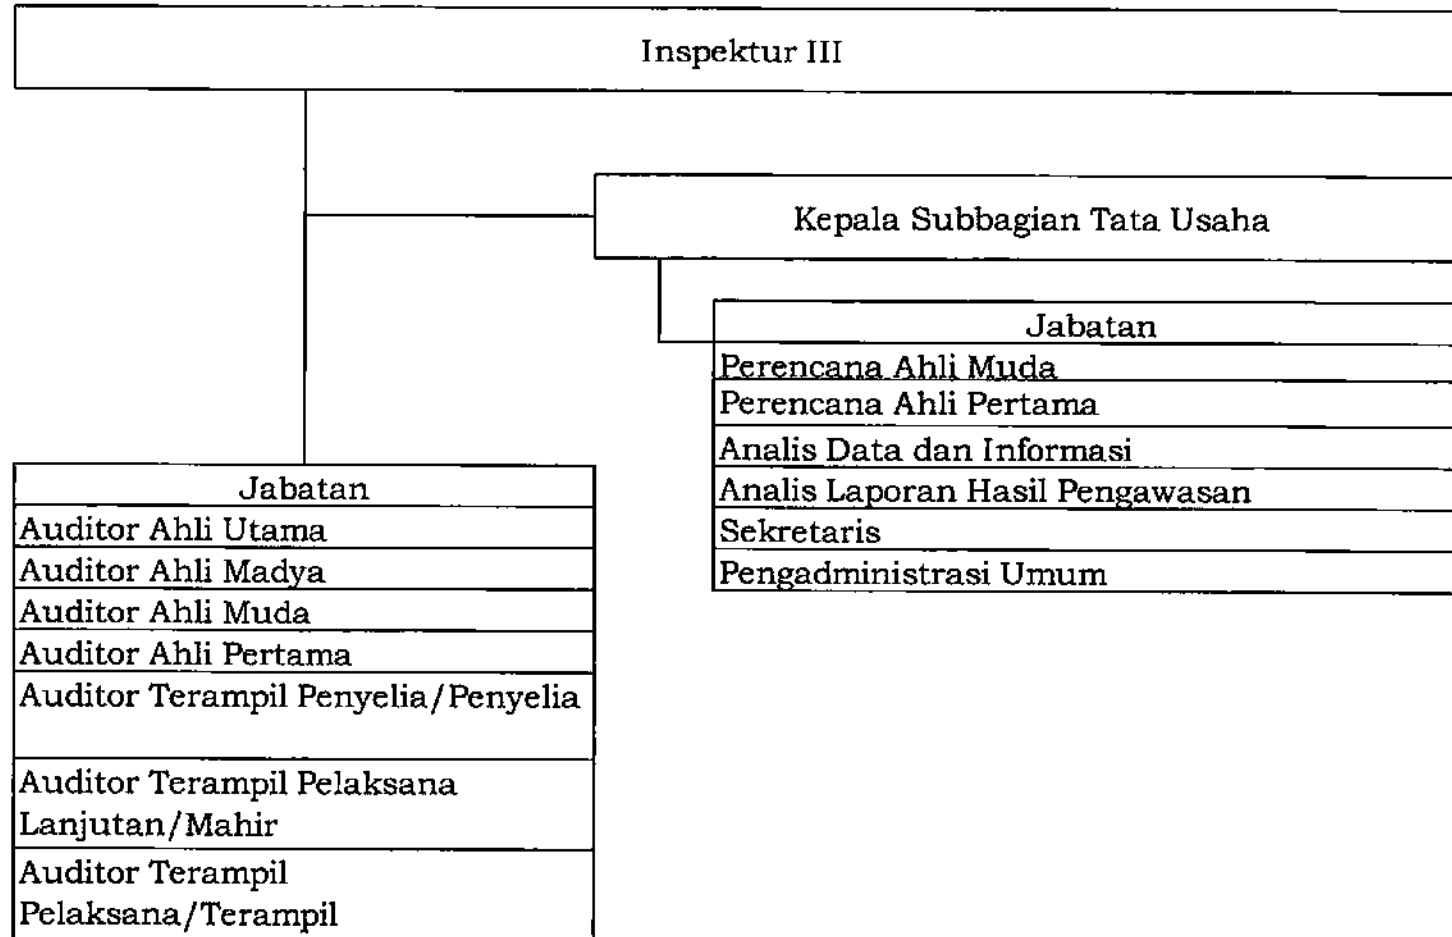 Inspektur III
Kepala Subbagian Tata Usaha
Jabatan
Perencana Ahli Muda
Perencana Ahli Pertama
Analis Data dan Informasi
Analis Laporan Hasil Pengawasan
Sekretaris
Pengadministrasi Umum
Jabatan
Auditor Ahli Utama
Auditor Ahli Madya
Auditor Ahli Muda
Auditor Ahli Pertama
Auditor Terampil Penyelia/Penyelia
Auditor Terampil Pelaksana
Lanjutan/Mahir
Auditor Terampil
Pelaksana/Terampil